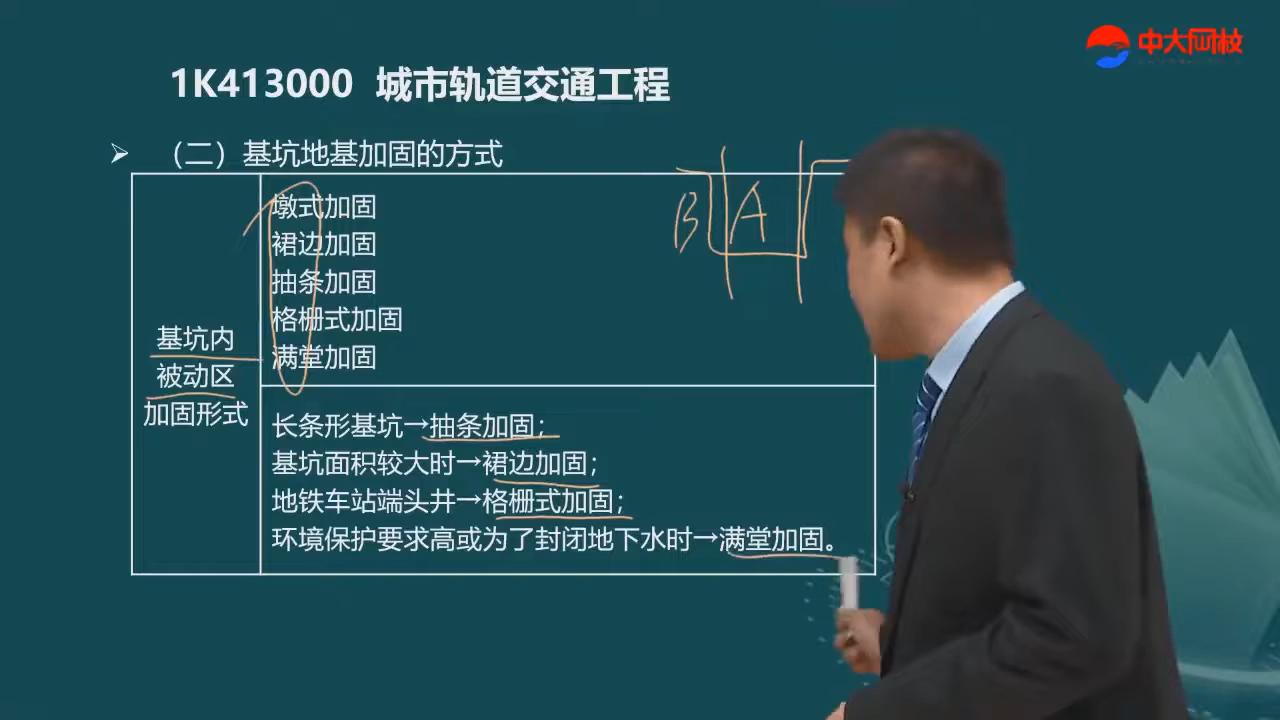 中大网校
1K413000 城市轨道交通工程
（二）基坑地基加固的方式
墩式加固
裙边加固
抽条加固
格栅式加固
满堂加固
B A
基坑内
被动区
加固形式
长条形基坑→抽条加固；
基坑面积较大时→裙边加固；
地铁车站端头井→格栅式加固；
环境保护要求高或为了封闭地下水时→满堂加固。